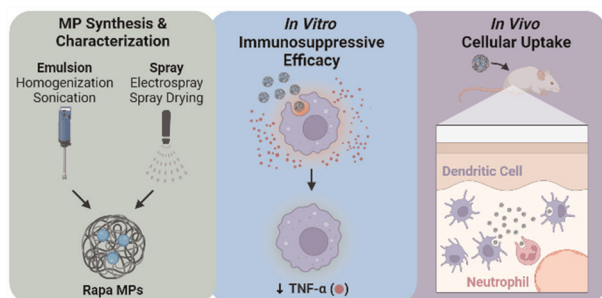 MP Synthesis &
Characterization
Emulsion
Homogenization
Sonication
Spray
Electrospray
Spray Drying
Rapa MPs
In Vitro
Immunosuppressive
Efficacy
↓ TNF-α ( )
In Vivo
Cellular Uptake
Dendritic Cell
Neutrophil